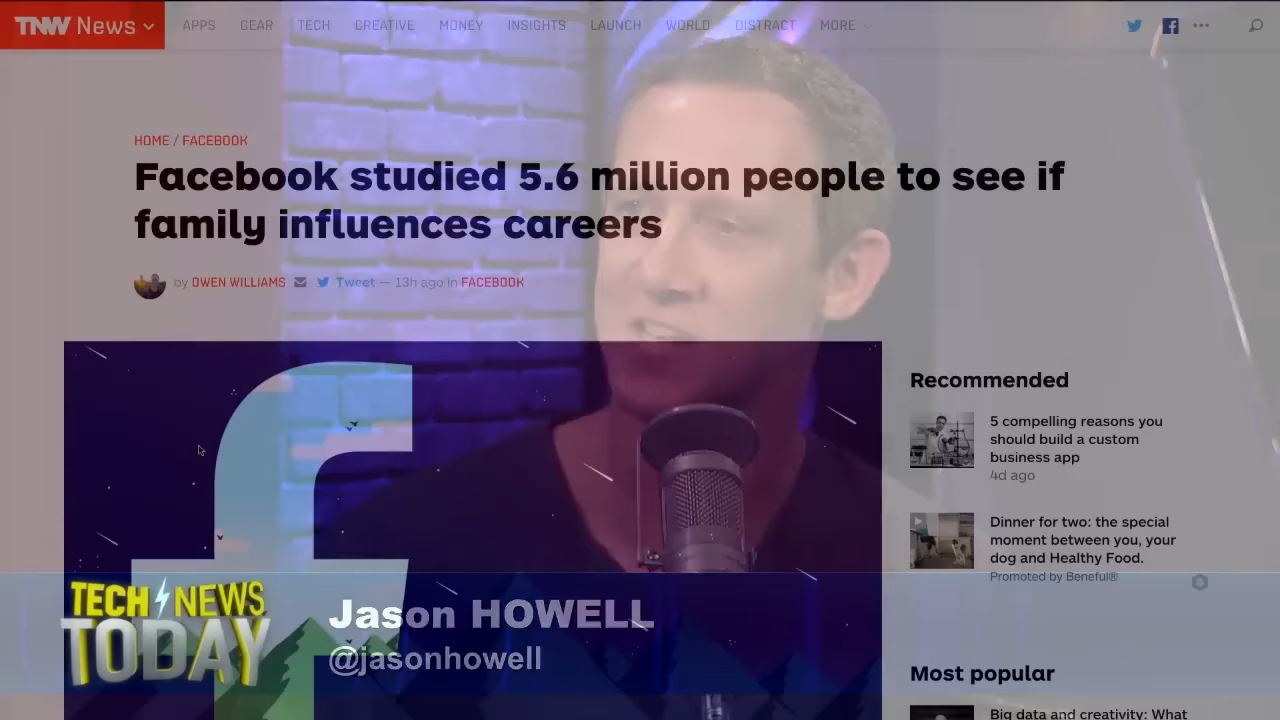 TNW News
APPS GEAR TECH CREATIVE MONEY INSIGHTS LAUNCH WORLD DISTRACT MORE
HOME / FACEBOOK
Facebook studied 5.6 million people to see if
family influences careers
by OWEN WILLIAMS Tweet — 13h ago in FACEBOOK
Recommended
5 compelling reasons you
should build a custom
business app
4d ago
Dinner for two: the special
moment between you, your
dog and Healthy Food.
Promoted by Beneful®
TECH NEWS
TODAY
Jason HOWELL
@jasonhowell
Most popular
Big data and creativity: What